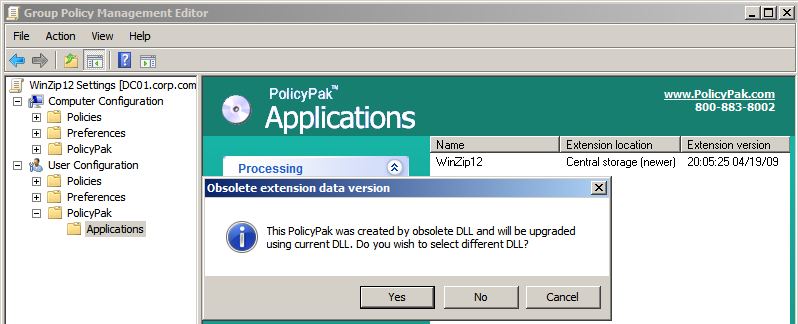 Group Policy Management Editor
File Action View Help
WinZip12 Settings [DC01.corp.com
Computer Configuration
Policies
Preferences
PolicyPak
User Configuration
Policies
Preferences
PolicyPak
Applications
PolicyPak™
Applications
www.PolicyPak.com
800-883-8002
Processing
Name Extension location Extension version
WinZip12 Central storage (newer) 20:05:25 04/19/09
Obsolete extension data version
This PolicyPak was created by obsolete DLL and will be upgraded
using current DLL. Do you wish to select different DLL?
Yes No Cancel